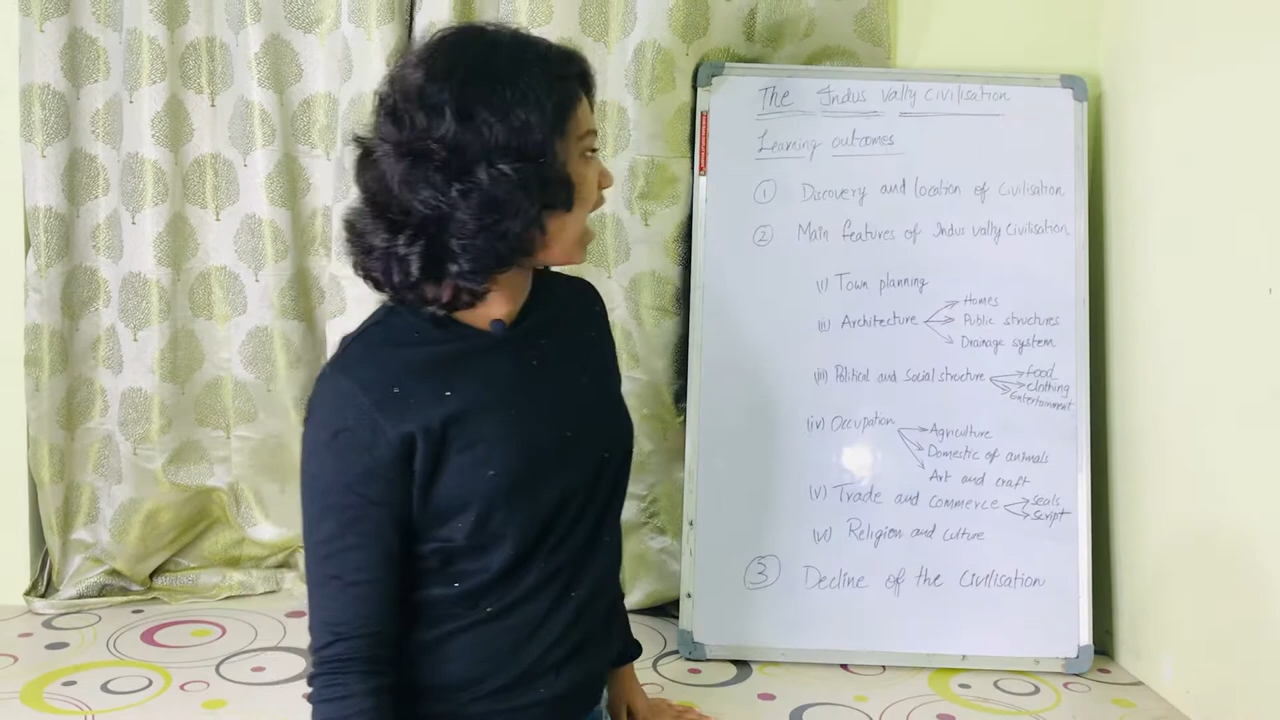 The Indus vally civilisation
Learning outcomes
① Discovery and location of Civilisation
② Main features of Indus vally Civilisation
(i) Town planning
(ii) Architecture → Homes
→ Public structures
→ Drainage system
(iii) Political and Social structure → food
→ clothing
→ Entertainment
(iv) Occupation → Agriculture
→ Domestic of animals
→ Art and craft
(v) Trade and commerce → seals
→ script
(vi) Religion and culture
③ Decline of the Civilisation